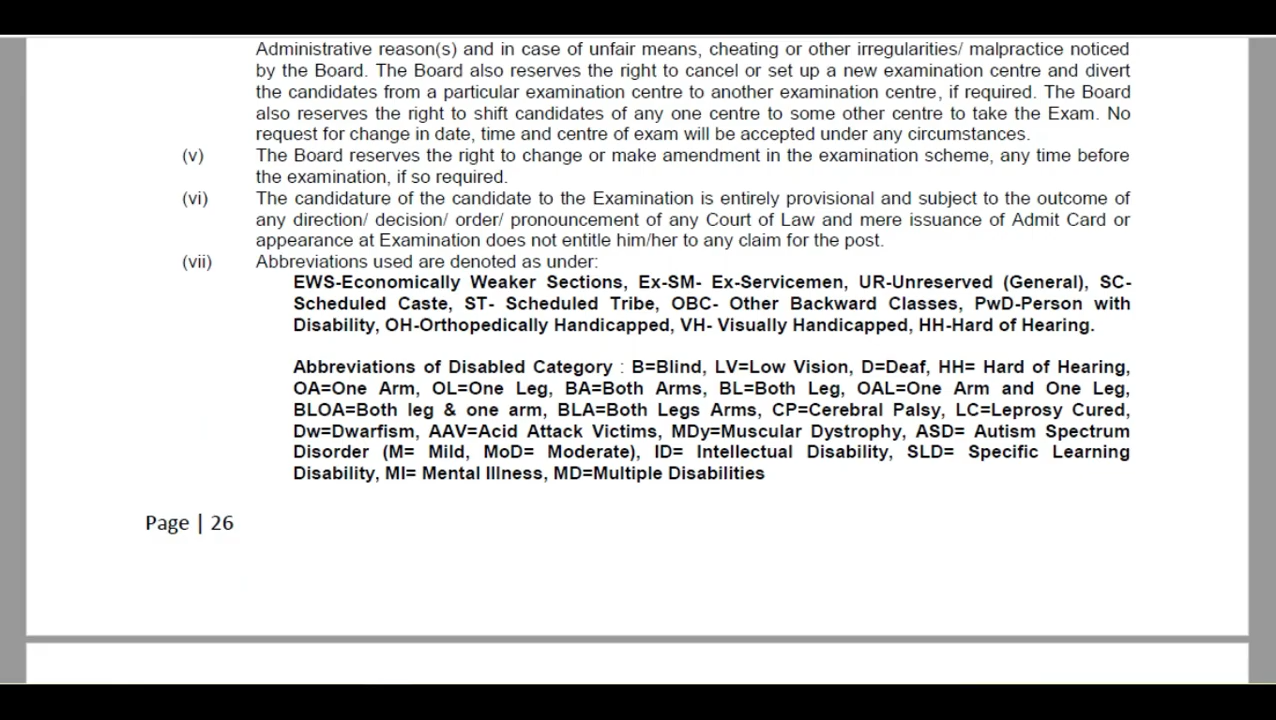 Administrative reason(s) and in case of unfair means, cheating or other irregularities/ malpractice noticed
by the Board. The Board also reserves the right to cancel or set up a new examination centre and divert
the candidates from a particular examination centre to another examination centre, if required. The Board
also reserves the right to shift candidates of any one centre to some other centre to take the Exam. No
request for change in date, time and centre of exam will be accepted under any circumstances.
(v) The Board reserves the right to change or make amendment in the examination scheme, any time before
the examination, if so required.
(vi) The candidature of the candidate to the Examination is entirely provisional and subject to the outcome of
any direction/ decision/ order/ pronouncement of any Court of Law and mere issuance of Admit Card or
appearance at Examination does not entitle him/her to any claim for the post.
(vii) Abbreviations used are denoted as under:
EWS-Economically Weaker Sections, Ex-SM- Ex-Servicemen, UR-Unreserved (General), SC-
Scheduled Caste, ST- Scheduled Tribe, OBC- Other Backward Classes, PwD-Person with
Disability, OH-Orthopedically Handicapped, VH- Visually Handicapped, HH-Hard of Hearing.
Abbreviations of Disabled Category : B=Blind, LV=Low Vision, D=Deaf, HH= Hard of Hearing,
OA=One Arm, OL=One Leg, BA=Both Arms, BL=Both Leg, OAL=One Arm and One Leg,
BLOA=Both leg & one arm, BLA=Both Legs Arms, CP=Cerebral Palsy, LC=Leprosy Cured,
Dw=Dwarfism, AAV=Acid Attack Victims, MDy=Muscular Dystrophy, ASD= Autism Spectrum
Disorder (M= Mild, MoD= Moderate), ID= Intellectual Disability, SLD= Specific Learning
Disability, MI= Mental Illness, MD=Multiple Disabilities
Page | 26